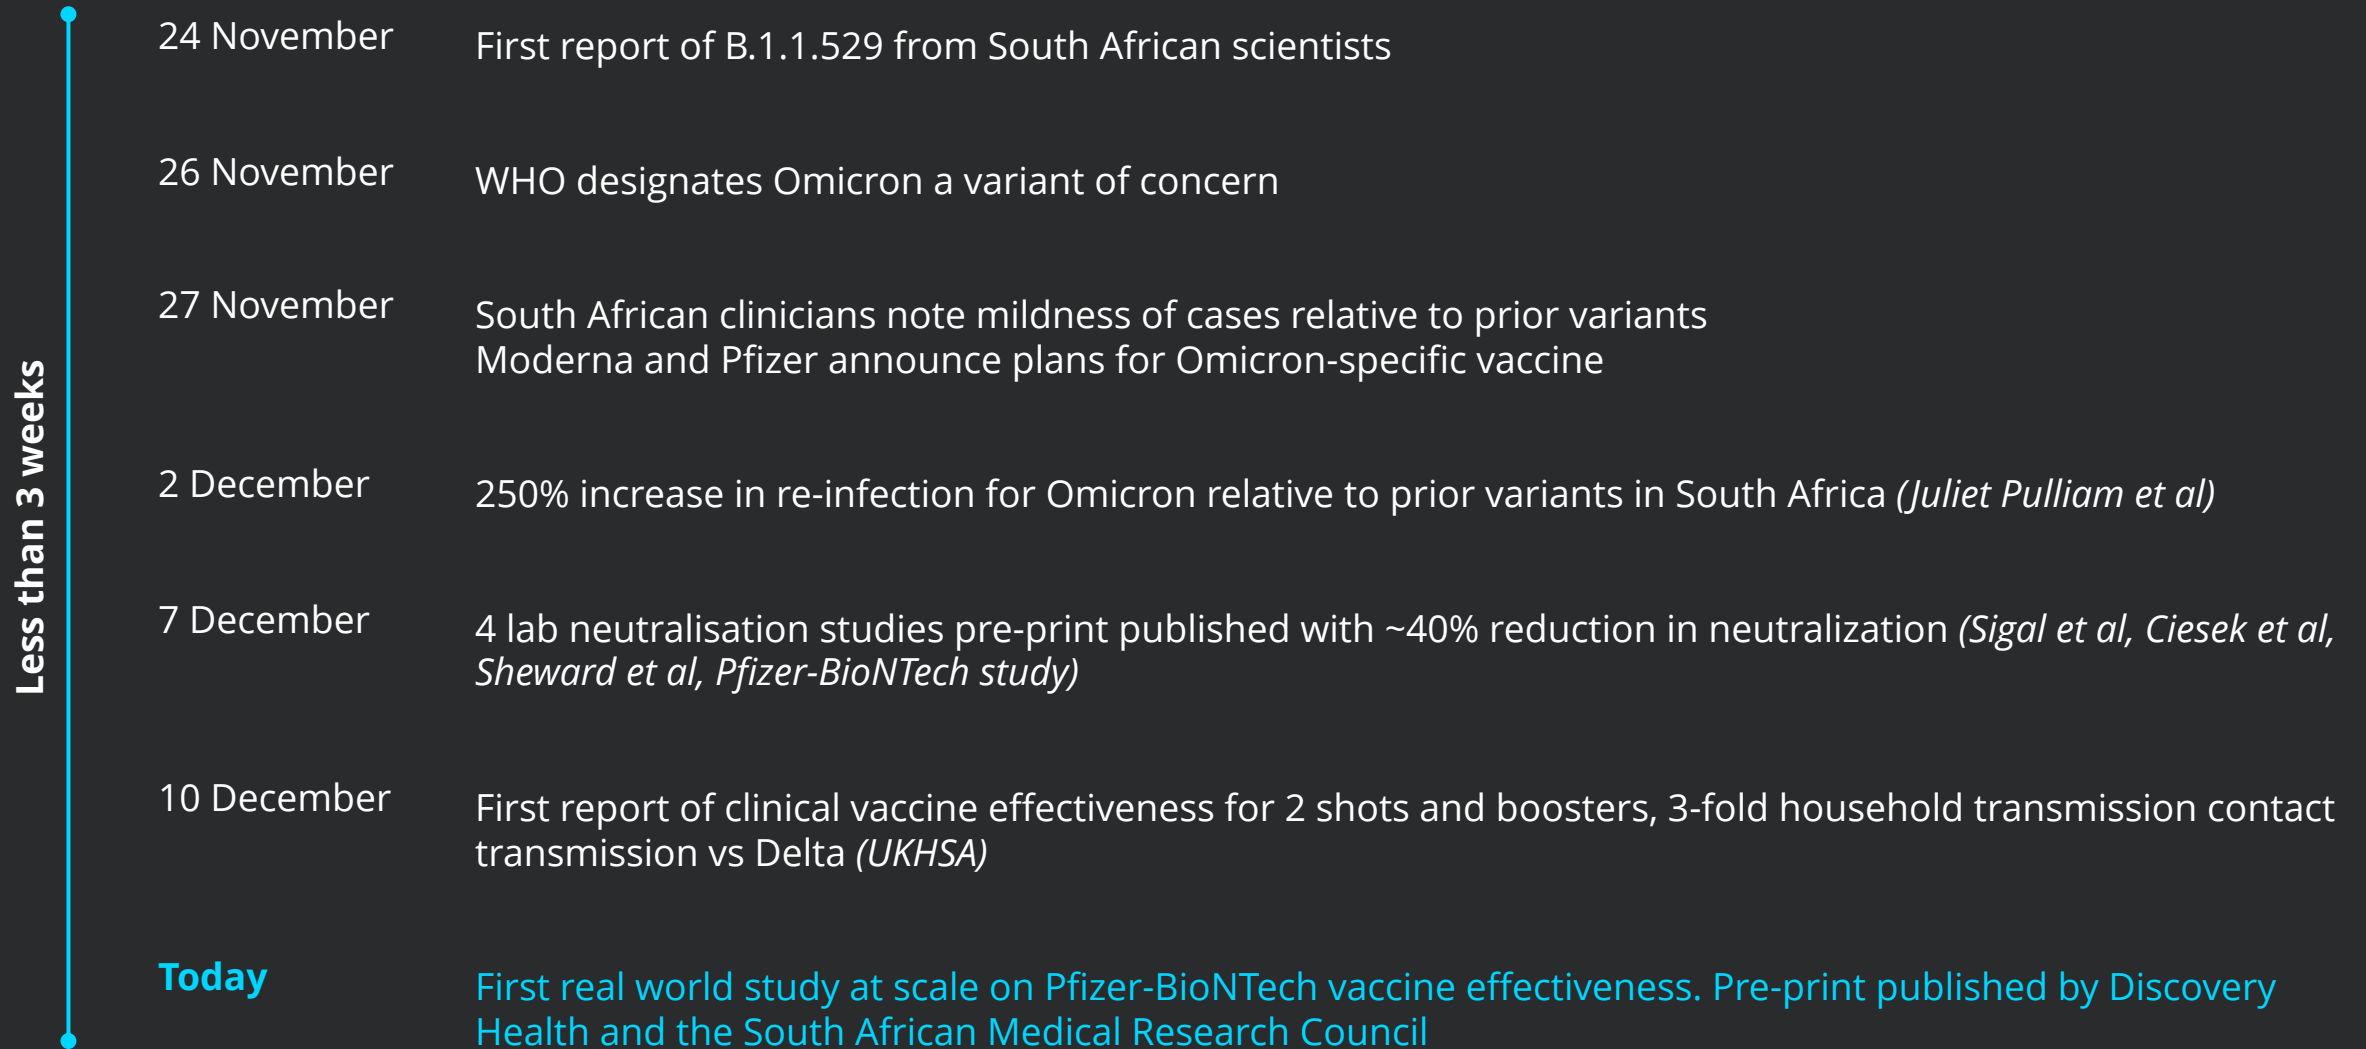 Less than 3 weeks
24 November
First report of B.1.1.529 from South African scientists
26 November
WHO designates Omicron a variant of concern
27 November
South African clinicians note mildness of cases relative to prior variants
Moderna and Pfizer announce plans for Omicron-specific vaccine
2 December
250% increase in re-infection for Omicron relative to prior variants in South Africa (Juliet Pulliam et al)
7 December
4 lab neutralisation studies pre-print published with ~40% reduction in neutralization (Sigal et al, Ciesek et al,
Sheward et al, Pfizer-BioNTech study)
10 December
First report of clinical vaccine effectiveness for 2 shots and boosters, 3-fold household transmission contact
transmission vs Delta (UKHSA)
Today
First real world study at scale on Pfizer-BioNTech vaccine effectiveness. Pre-print published by Discovery
Health and the South African Medical Research Council